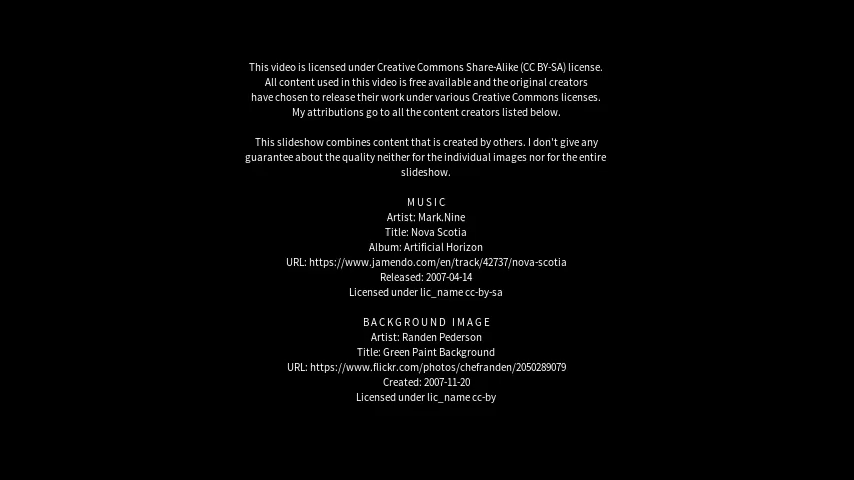 This video is licensed under Creative Commons Share-Alike (CC BY-SA) license.
All content used in this video is free available and the original creators
have chosen to release their work under various Creative Commons licenses.
My attributions go to all the content creators listed below.
This slideshow combines content that is created by others. I don't give any
guarantee about the quality neither for the individual images nor for the entire
slideshow.
MUSIC
Artist: Mark.Nine
Title: Nova Scotia
Album: Artificial Horizon
URL: https://www.jamendo.com/en/track/42737/nova-scotia
Released: 2007-04-14
Licensed under lic_name cc-by-sa
BACKGROUND IMAGE
Artist: Randen Pederson
Title: Green Paint Background
URL: https://www.flickr.com/photos/chefranden/2050289079
Created: 2007-11-20
Licensed under lic_name cc-by